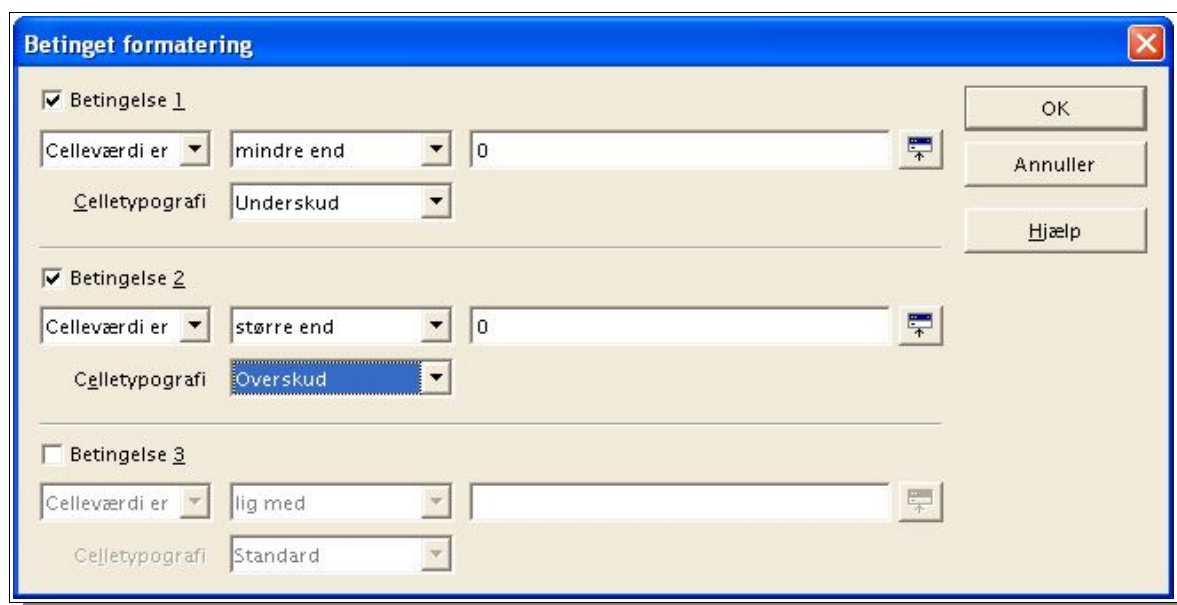 Betinget formatering
Betingelse 1
Celleværdi er mindre end 0
Celletypografi Underskud
Betingelse 2
Celleværdi er større end 0
Celletypografi Overskud
Betingelse 3
Celleværdi er lig med
Celletypografi Standard
OK
Annuller
Hjælp